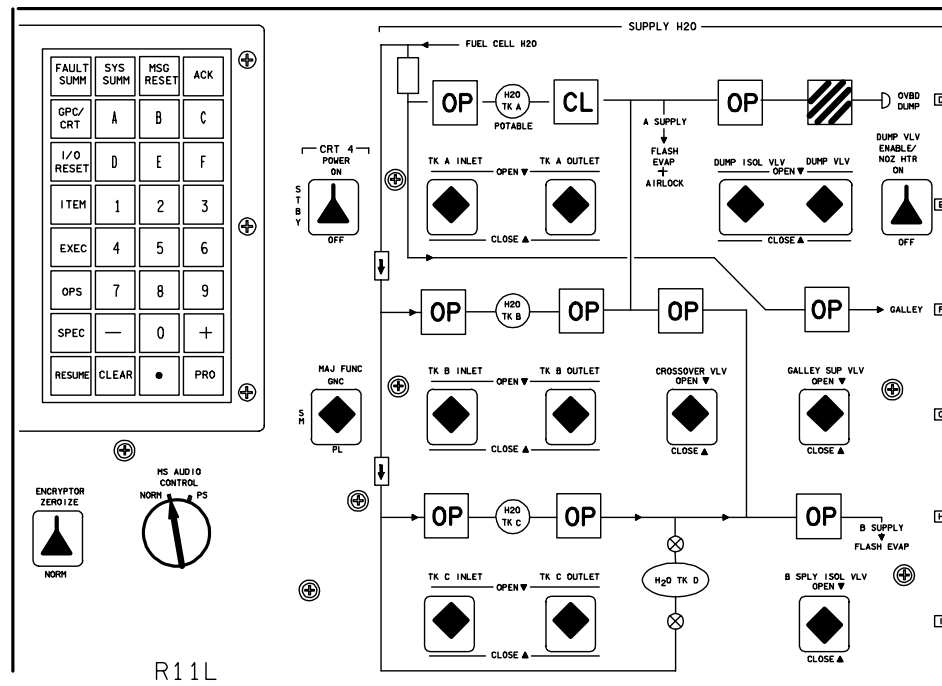 SUPPLY H2O
FUEL CELL H2O
FAULT SUMM
SYS SUMM
MSG RESET
ACK
GPC/ CRT
A
B
C
I/O RESET
D
E
F
ITEM
1
2
3
EXEC
4
5
6
OPS
7
8
9
SPEC
—
0
+
RESUME
CLEAR
•
PRO
OP
H2O
TK A
POTABLE
CL
A SUPPLY
FLASH
EVAP
+
AIRLOCK
OP
OVBD
DUMP
CRT 4
POWER
ON
STBY
OFF
TK A INLET
TK A OUTLET
OPEN ▼
CLOSE ▲
DUMP ISOL VLV
DUMP VLV
OPEN ▼
CLOSE ▲
DUMP VLV
ENABLE/
NOZ HTR
ON
OFF
E
OP
H2O
TK B
OP
OP
OP
GALLEY
F
MAJ FUNC
GNC
SM
PL
TK B INLET
TK B OUTLET
OPEN ▼
CLOSE ▲
CROSSOVER VLV
OPEN ▼
CLOSE ▲
GALLEY SUP VLV
OPEN ▼
CLOSE ▲
ENCRYPTOR
ZEROIZE
NORM
MS AUDIO
CONTROL
NORM
PS
OP
H2O
TK C
OP
OP
B SUPPLY
FLASH EVAP
H
H2O TK D
TK C INLET
TK C OUTLET
OPEN ▼
CLOSE ▲
B SPLY ISOL VLV
OPEN ▼
CLOSE ▲
R11L